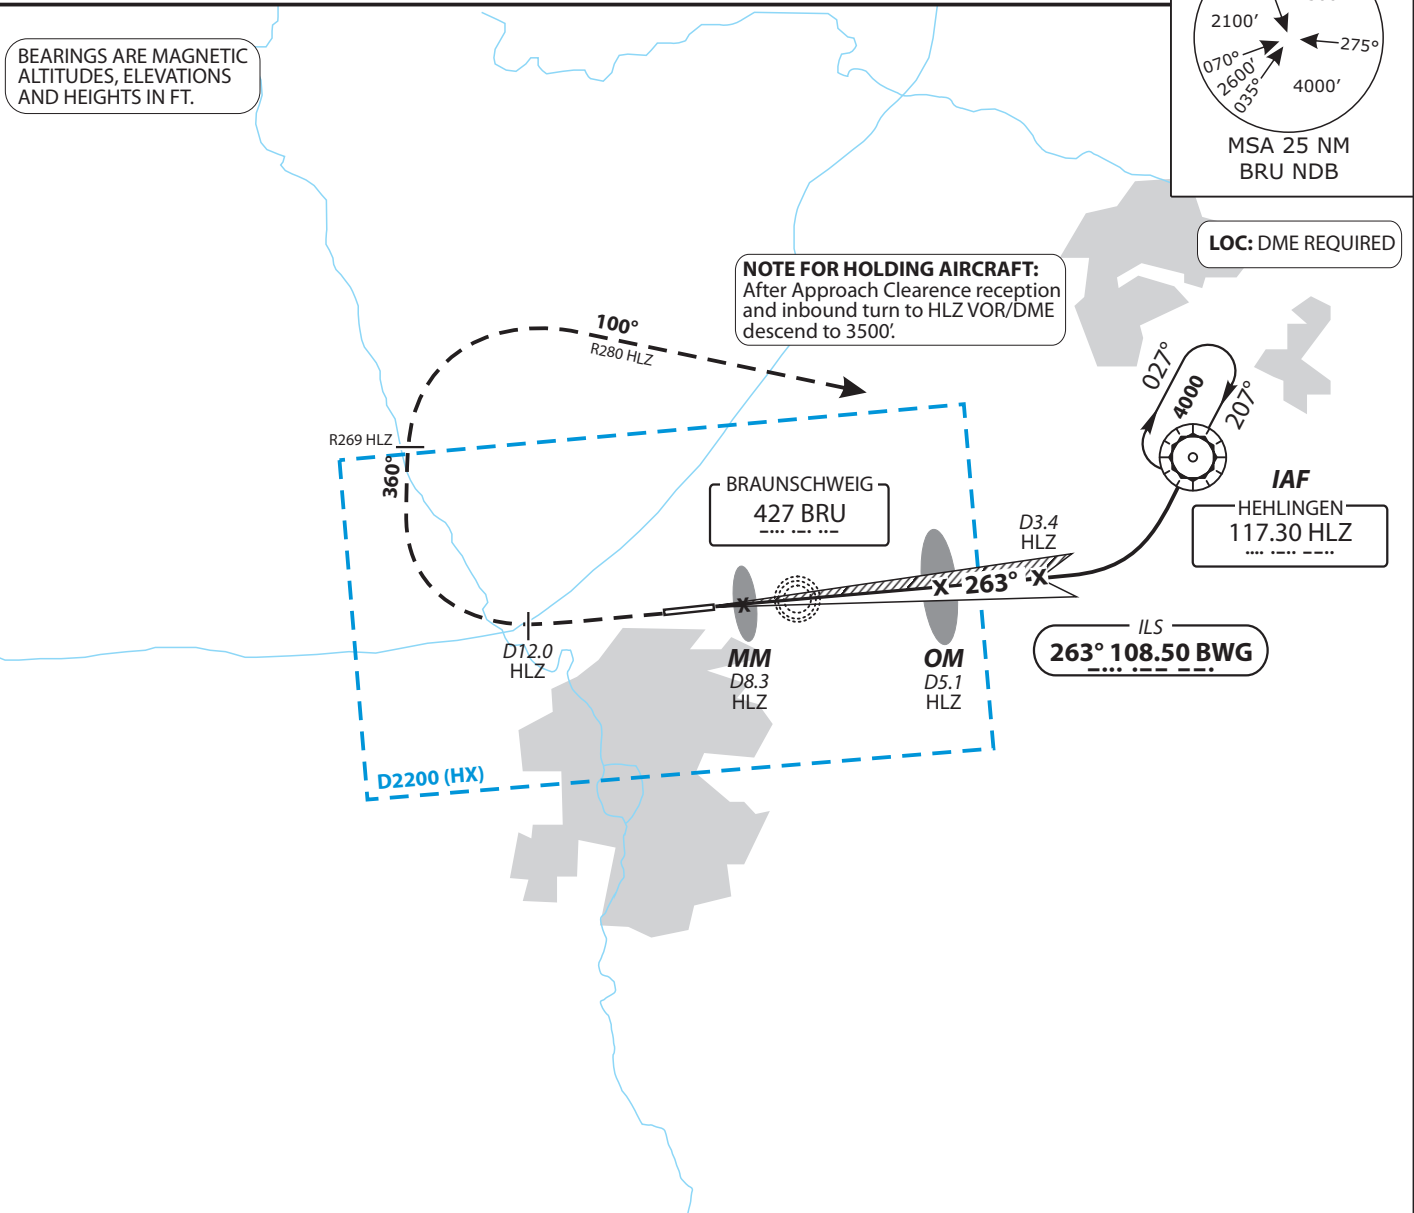 BEARINGS ARE MAGNETIC
ALTITUDES, ELEVATIONS
AND HEIGHTS IN FT.
2100'
275°
070°
2600'
035°
4000'
MSA 25 NM
BRU NDB
LOC: DME REQUIRED
NOTE FOR HOLDING AIRCRAFT:
After Approach Clearence reception
and inbound turn to HLZ VOR/DME
descend to 3500'.
100°
R280 HLZ
027°
4000
207°
R269 HLZ
360°
BRAUNSCHWEIG
427 BRU
IAF
HEHLINGEN
117.30 HLZ
D3.4
HLZ
X 263° X
X
ILS
263° 108.50 BWG
D12.0
HLZ
MM
D8.3
HLZ
OM
D5.1
HLZ
D2200 (HX)